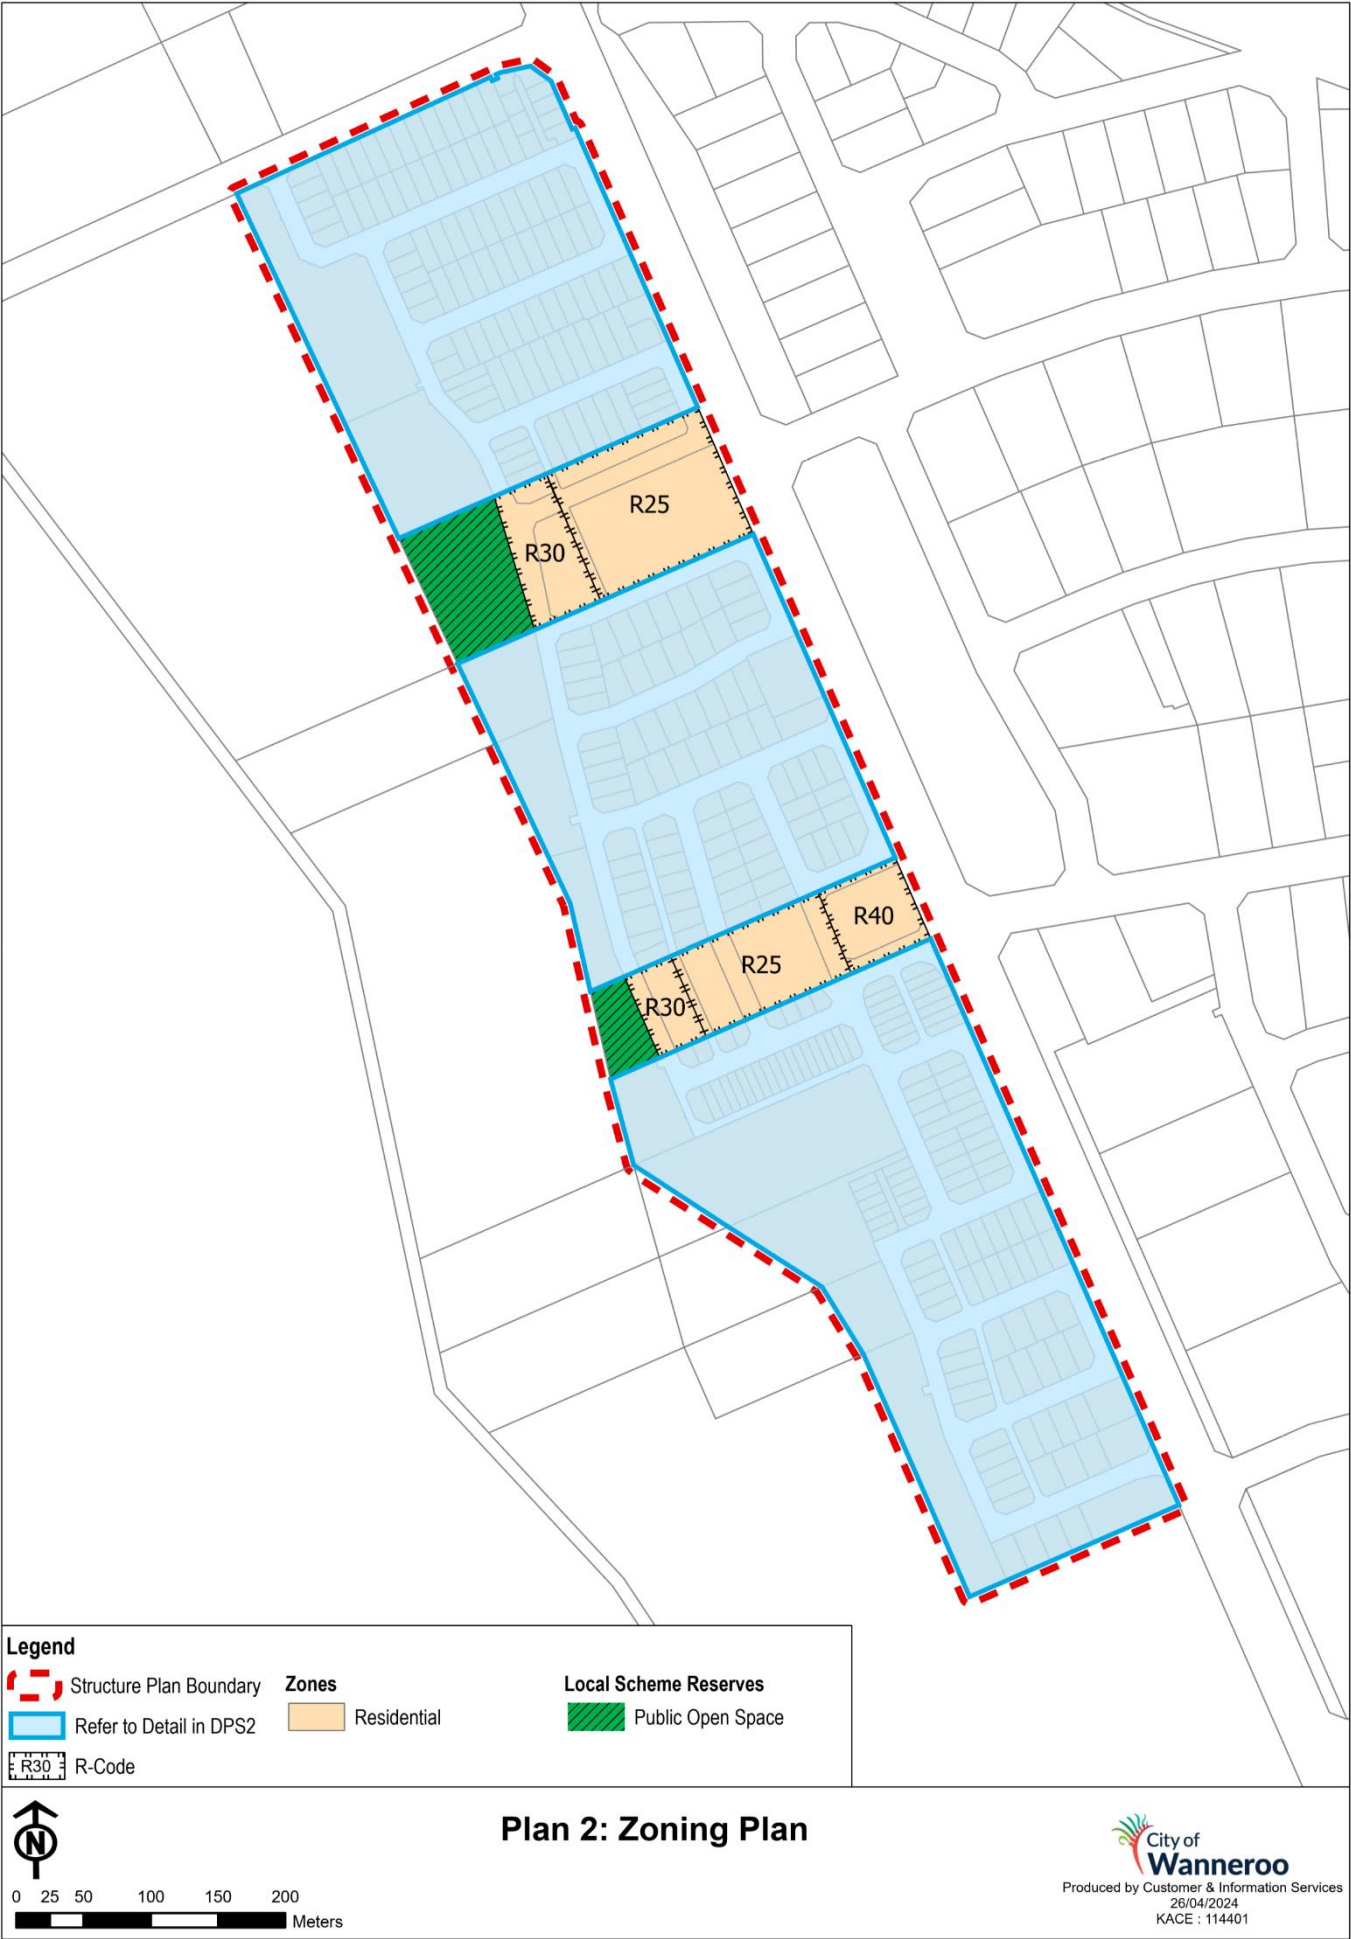 R25
R30
R40
R25
R30
Legend
Structure Plan Boundary
Refer to Detail in DPS2
R30 R-Code
Zones
Residential
Local Scheme Reserves
Public Open Space
N
Plan 2: Zoning Plan
0 25 50 100 150 200
Meters
City of
Wanneroo
Produced by Customer & Information Services
26/04/2024
KACE : 114401